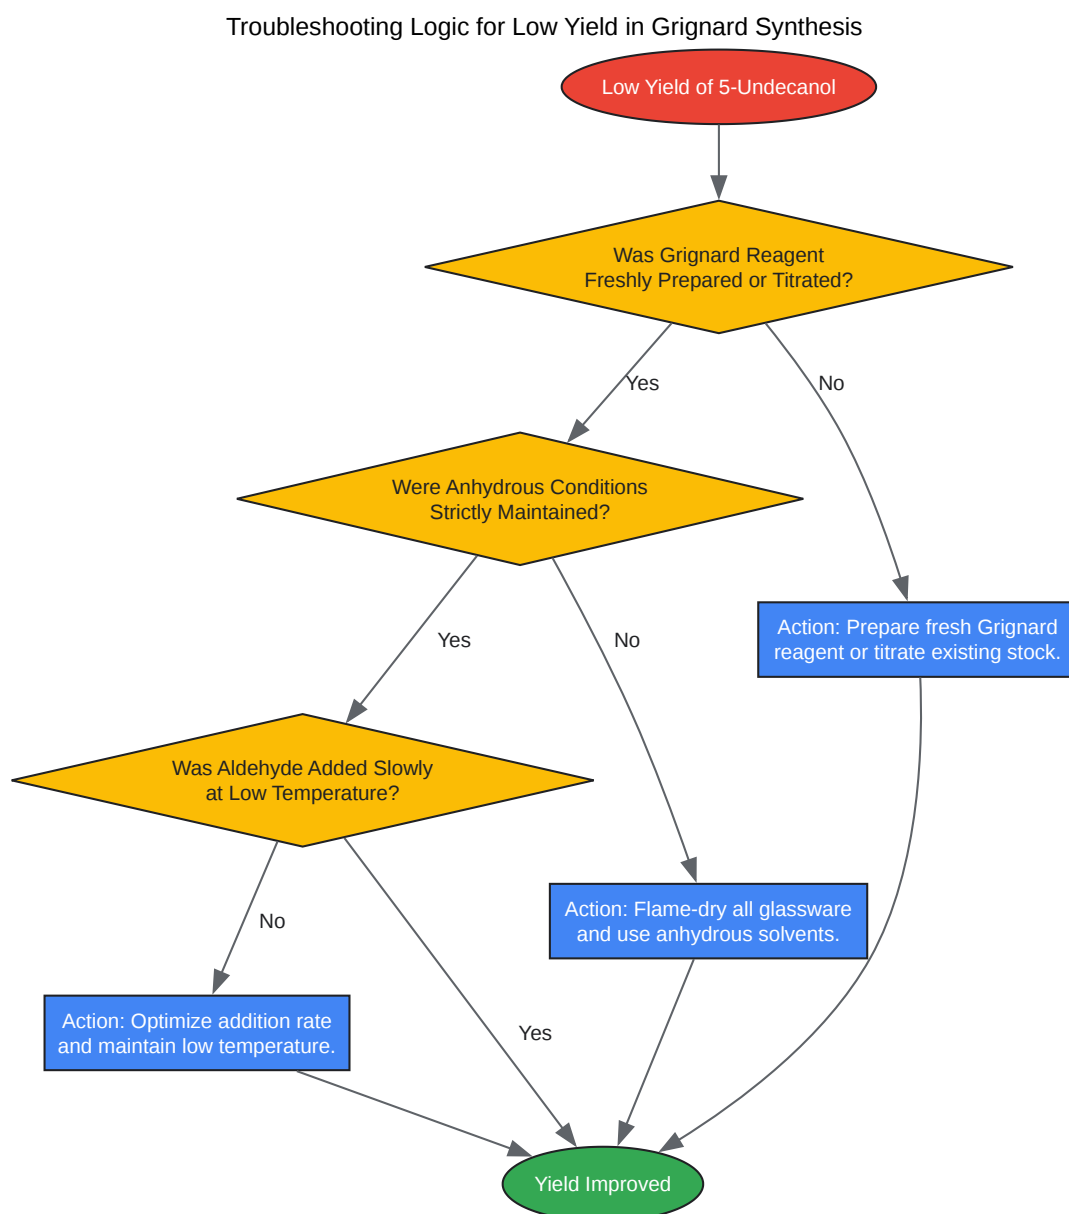 Troubleshooting Logic for Low Yield in Grignard Synthesis
Low Yield of 5-Undecanol
Was Grignard Reagent
Freshly Prepared or Titrated?
Yes
No
Were Anhydrous Conditions
Strictly Maintained?
Yes
No
Action: Prepare fresh Grignard
reagent or titrate existing stock.
Was Aldehyde Added Slowly
at Low Temperature?
No
Yes
Action: Flame-dry all glassware
and use anhydrous solvents.
Action: Optimize addition rate
and maintain low temperature.
Yield Improved